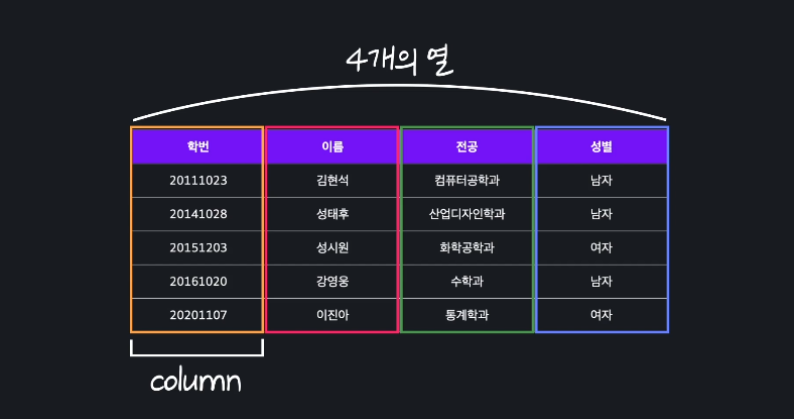 4개의 열
학번 이름 전공 성별
20111023 김현석 컴퓨터공학과 남자
20141028 성태후 산업디자인학과 남자
20151203 성시원 화학공학과 여자
20161020 강영웅 수학과 남자
20201107 이진아 통계학과 여자
column